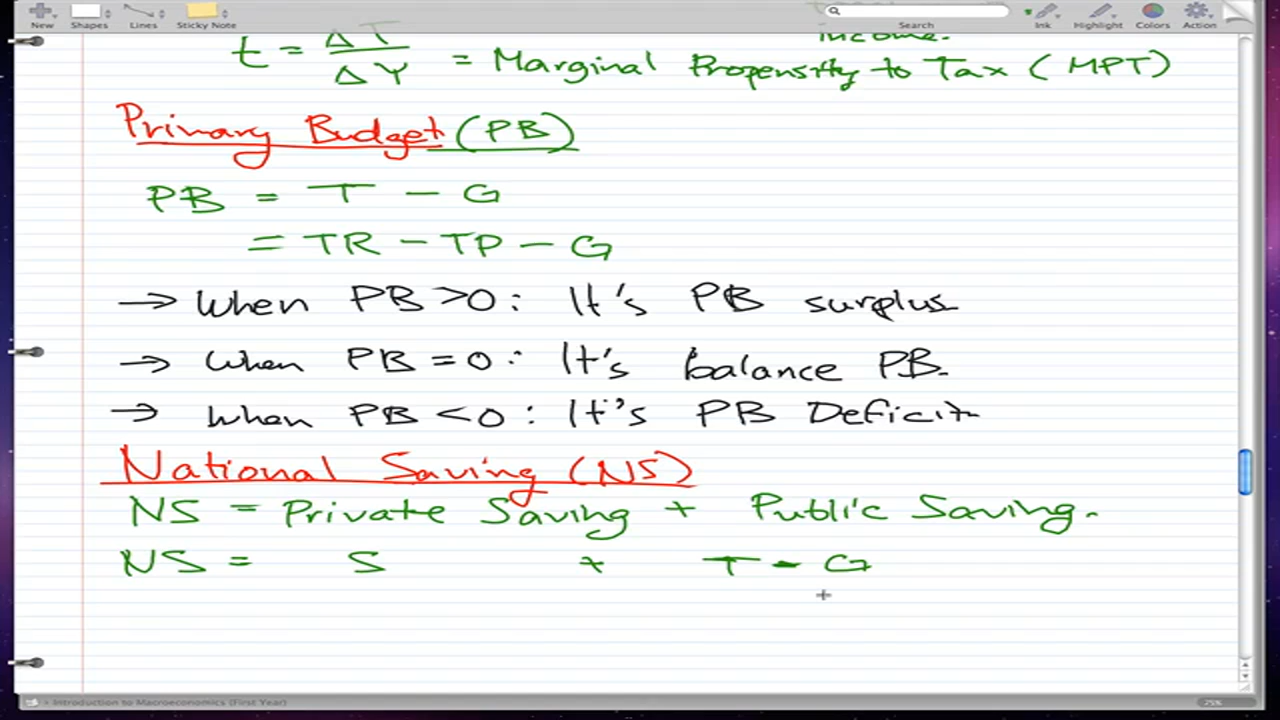 New Shapes Lines Sticky Note Search Ink Highlight Colors Action
income.
t = ΔT / ΔY = Marginal Propensity to Tax (MPT)
Primary Budget (PB)
PB = T - G
= TR - TP - G
→ When PB >0 : It's PB surplus
→ When PB = 0 : It's balance PB.
→ When PB <0 : It's PB Deficit
National Saving (NS)
NS = Private Saving + Public Saving.
NS = S + T - G
Introduction to Macroeconomics (First Year)
75%